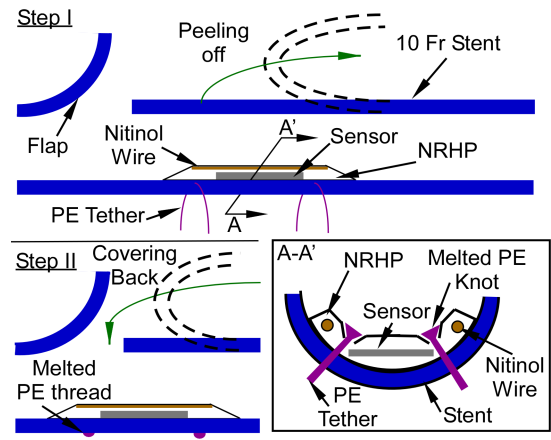 Step I
Peeling
off
10 Fr Stent
Flap
Nitinol
Wire
A'
Sensor
NRHP
PE Tether
A
Step II
Covering
Back
Melted
PE thread
A-A'
NRHP
Melted PE
Knot
Sensor
PE
Tether
Nitinol
Wire
Stent